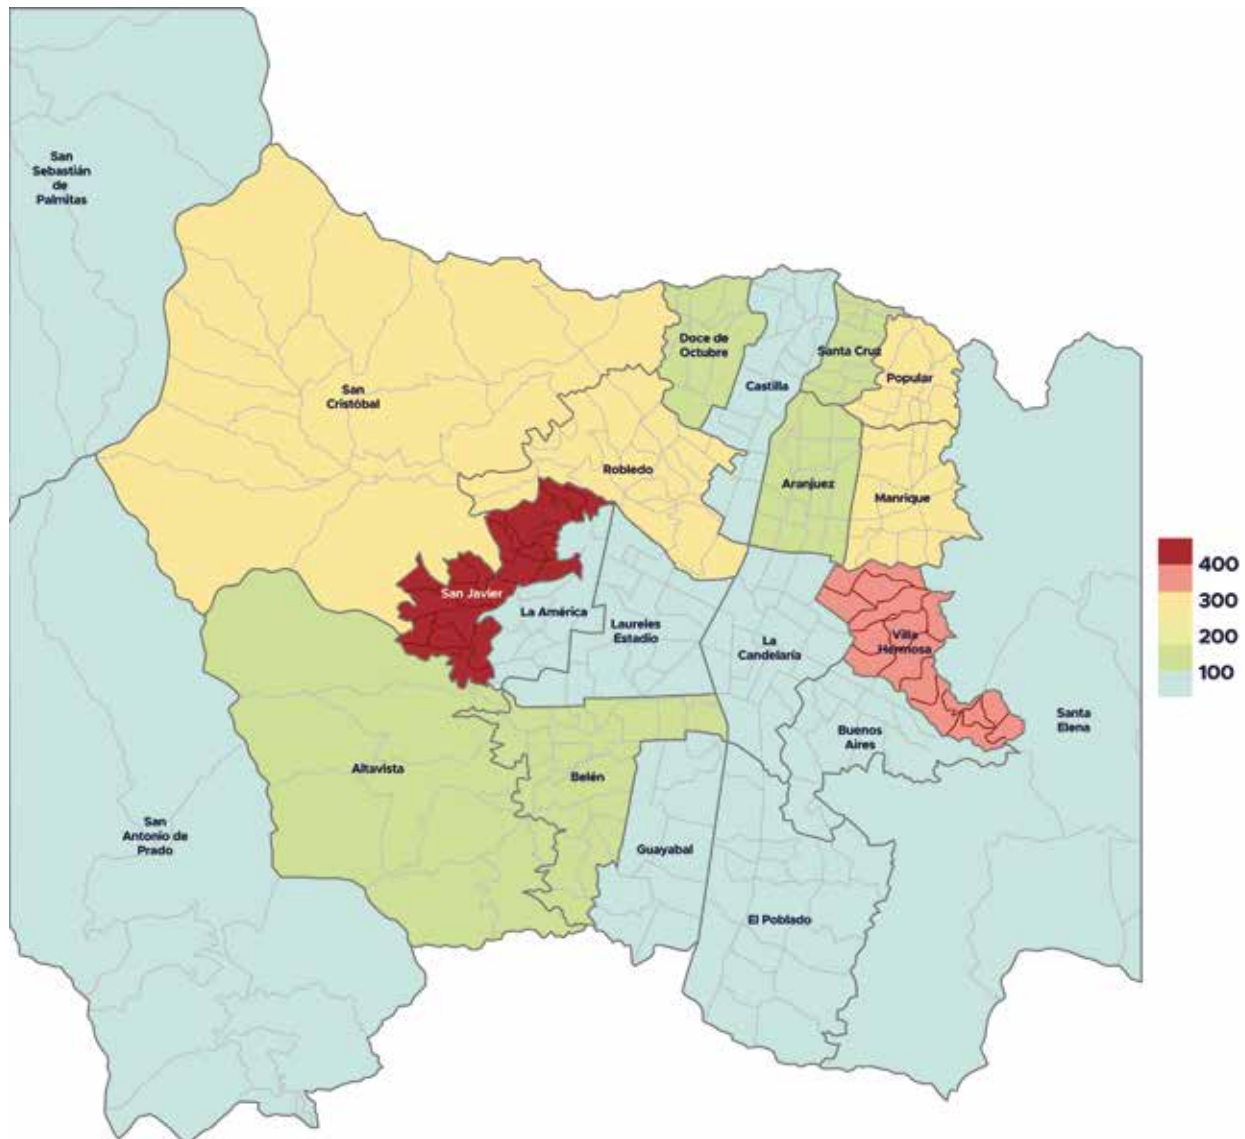 San
Sebastián
de
Palmitas
Doce de
Octubre
Santa Cruz
Popular
Castilla
San
Cristóbal
Robledo
Aranjuez
Manrique
San Javier
La América
Laureles
Estadio
La
Candelaría
Villa
Hermosa
Santa
Elena
Buenos
Aires
Altavista
Belén
San
Antonio de
Prado
Guayabal
El Poblado
400
300
200
100